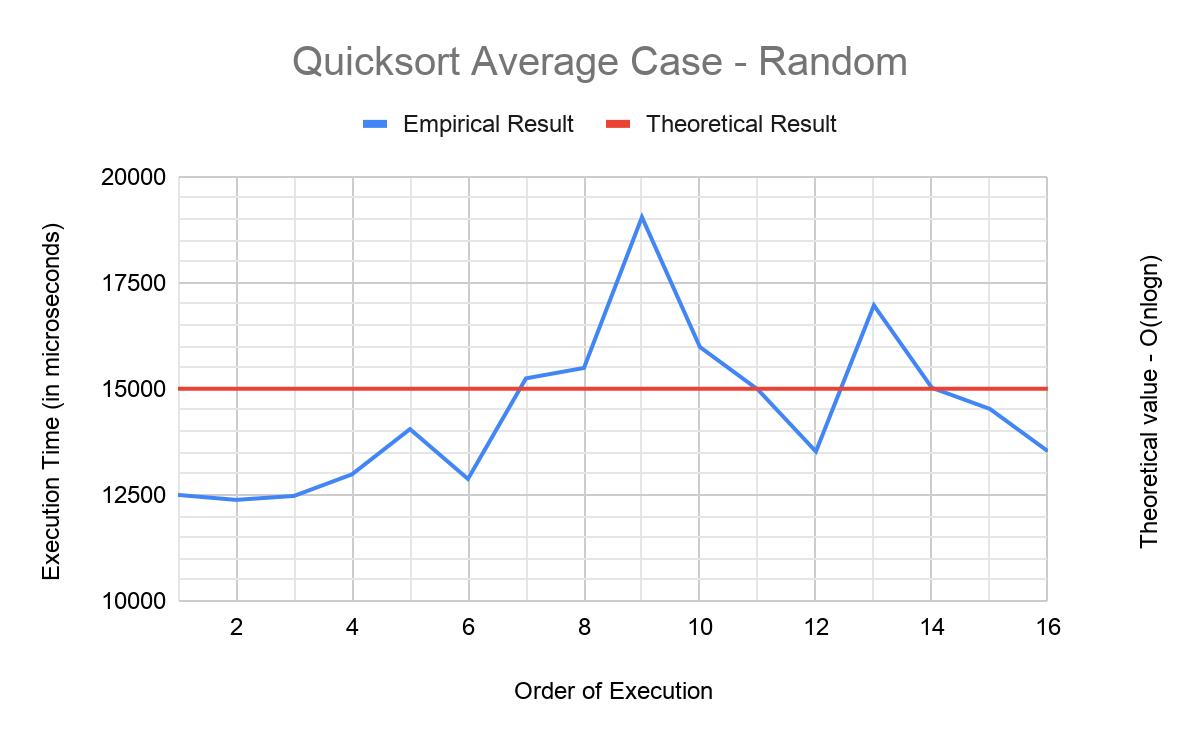 Quicksort Average Case - Random
Empirical Result
Theoretical Result
20000
17500
15000
12500
10000
Execution Time (in microseconds)
Theoretical value - O(nlogn)
2
4
6
8
10
12
14
16
Order of Execution